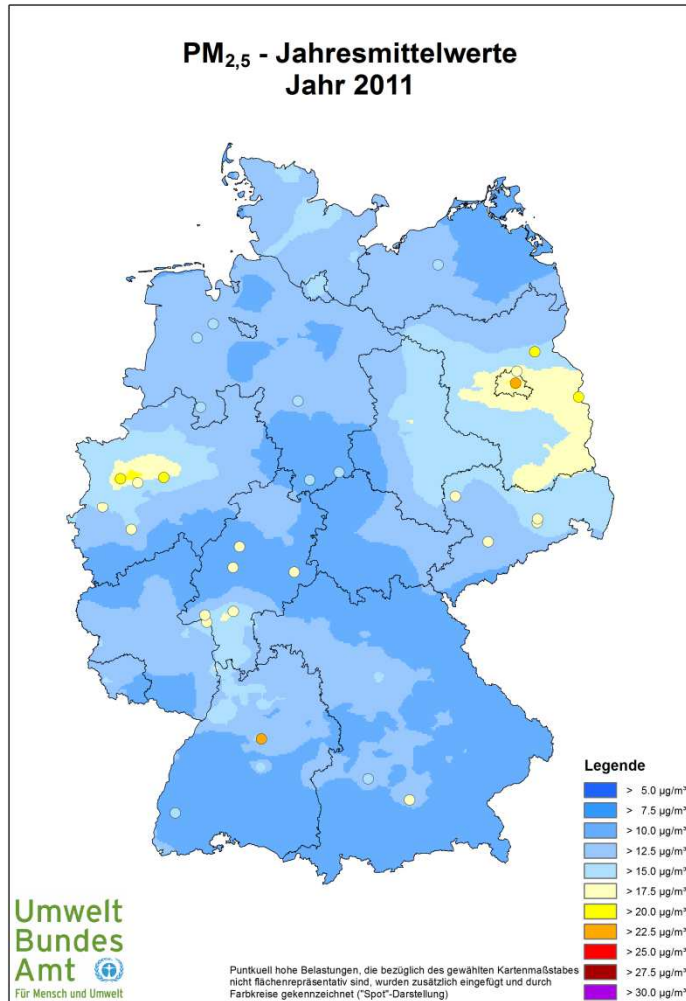 PM2,5 - Jahresmittelwerte
Jahr 2011
Legende
> 5.0 µg/m³
> 7.5 µg/m³
> 10.0 µg/m³
> 12.5 µg/m³
> 15.0 µg/m³
> 17.5 µg/m³
> 20.0 µg/m³
> 22.5 µg/m³
> 25.0 µg/m³
> 27.5 µg/m³
> 30.0 µg/m³
Umwelt
Bundes
Amt
Für Mensch und Umwelt
Punktuell hohe Belastungen, die bezüglich des gewählten Kartenmaßstabes
nicht flächenrepräsentativ sind, wurden zusätzlich eingefügt und durch
Farbkreise gekennzeichnet ("Spot"-Darstellung)